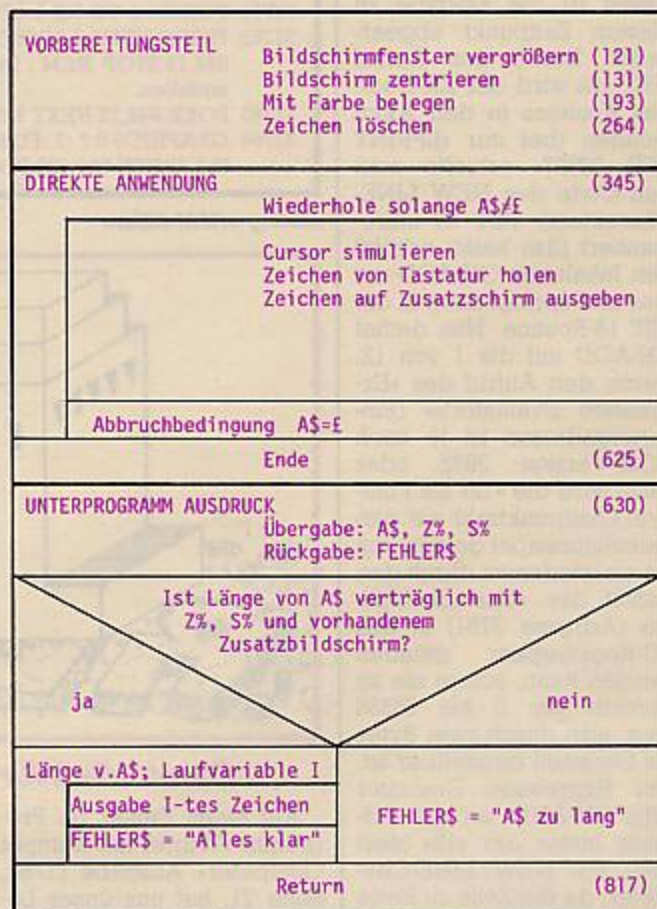 VORBEREITUNGSTEIL
Bildschirmfenster vergrößern (121)
Bildschirm zentrieren (131)
Mit Farbe belegen (193)
Zeichen löschen (264)
DIREKTE ANWENDUNG (345)
Wiederhole solange A$/£
Cursor simulieren
Zeichen von Tastatur holen
Zeichen auf Zusatzschirm ausgeben
Abbruchbedingung A$=£
Ende (625)
UNTERPROGRAMM AUSDRUCK (630)
Übergabe: A$, Z%, S%
Rückgabe: FEHLER$
Ist Länge von A$ verträglich mit
Z%, S% und vorhandenem
Zusatzbildschirm?
ja nein
Länge v.A$; Laufvariable I
Ausgabe I-tes Zeichen
FEHLER$ = "Alles klar"
FEHLER$ = "A$ zu lang"
Return (817)